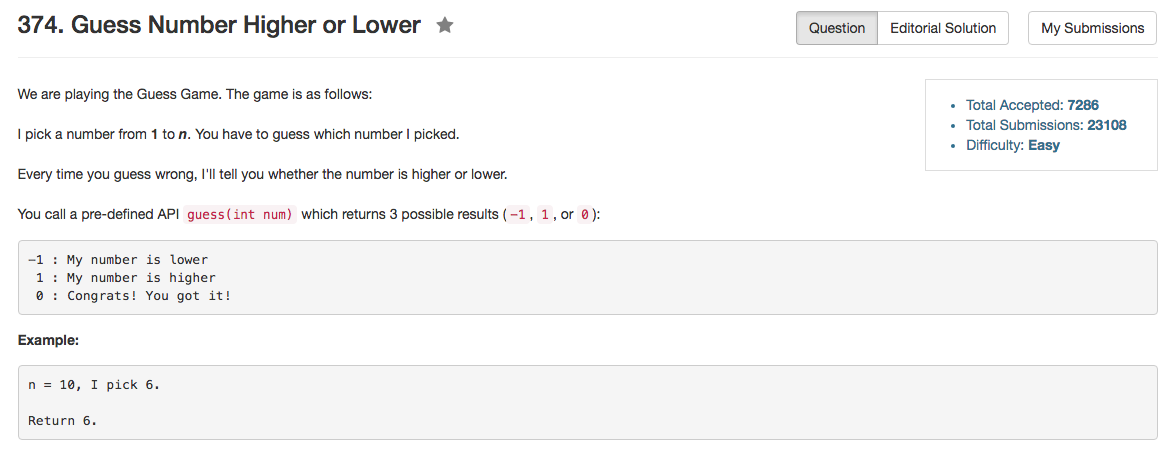 374. Guess Number Higher or Lower ★
Question Editorial Solution My Submissions
We are playing the Guess Game. The game is as follows:
I pick a number from 1 to n. You have to guess which number I picked.
Every time you guess wrong, I'll tell you whether the number is higher or lower.
You call a pre-defined API guess(int num) which returns 3 possible results (-1, 1, or 0):
• Total Accepted: 7286
• Total Submissions: 23108
• Difficulty: Easy
-1 : My number is lower
1 : My number is higher
0 : Congrats! You got it!
Example:
n = 10, I pick 6.
Return 6.